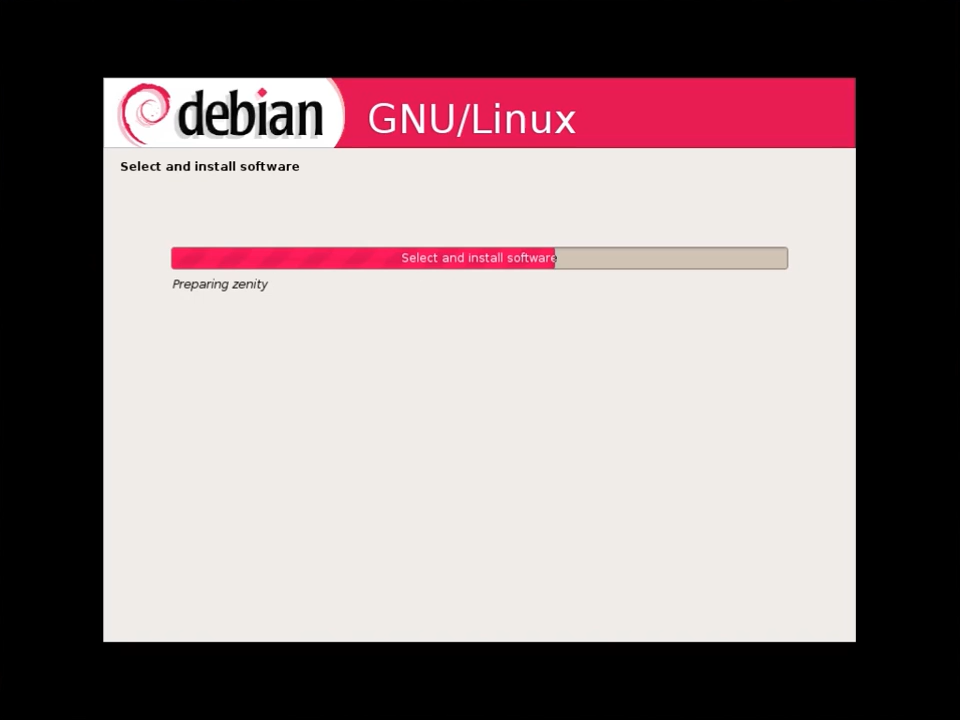 debian GNU/Linux
Select and install software
Select and install software
Preparing zenity